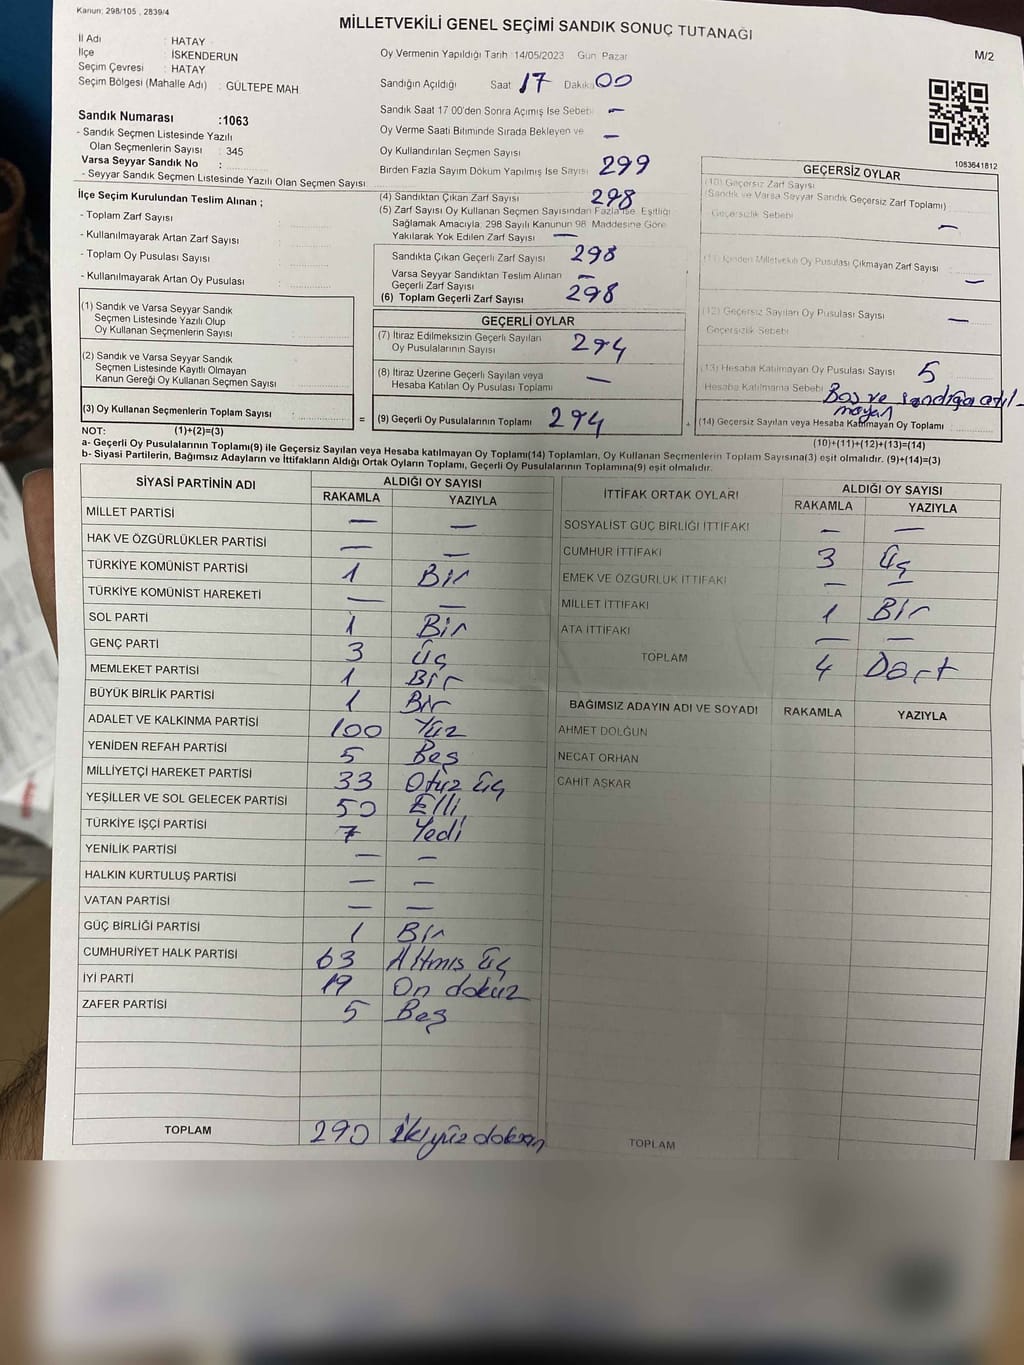 Kanun: 298/105 , 2839/4
MİLLETVEKİLİ GENEL SEÇİMİ SANDIK SONUÇ TUTANAĞI
M/2
İl Adı : HATAY
İlçe : İSKENDERUN
Seçim Çevresi : HATAY
Seçim Bölgesi (Mahalle Adı) : GÜLTEPE MAH
Oy Vermenin Yapıldığı Tarih : 14/05/2023 Gün : Pazar
Sandığın Açıldığı Saat 17 Dakika 00
Sandık Saat 17 00'den Sonra Açımış İse Sebebi —
Oy Verme Saati Bitiminde Sırada Bekleyen ve —
Oy Kullandırılan Seçmen Sayısı
Birden Fazla Sayım Döküm Yapılmış İse Sayısı 299
Sandık Numarası :1063
- Sandık Seçmen Listesinde Yazılı
Olan Seçmenlerin Sayısı : 345
Varsa Seyyar Sandık No :
- Seyyar Sandık Seçmen Listesinde Yazılı Olan Seçmen Sayısı
İlçe Seçim Kurulundan Teslim Alınan ;
- Toplam Zarf Sayısı
- Kullanılmayarak Artan Zarf Sayısı
- Toplam Oy Pusulası Sayısı
- Kullanılmayarak Artan Oy Pusulası
(4) Sandıktan Çıkan Zarf Sayısı 298
(5) Zarf Sayısı Oy Kullanan Seçmen Sayısından Fazla ise, Eşitliği
Sağlamak Amacıyla, 298 Sayılı Kanunun 98. Maddesine Göre
Yakılarak Yok Edilen Zarf Sayısı —
Sandıkta Çıkan Geçerli Zarf Sayısı 298
Varsa Seyyar Sandıktan Teslim Alınan —
Geçerli Zarf Sayısı
(6) Toplam Geçerli Zarf Sayısı 298
1083641812
GEÇERSİZ OYLAR
(10) Geçersiz Zarf Sayısı
(Sandık ve Varsa Seyyar Sandık Geçersiz Zarf Toplamı)
Geçersizlik Sebebi —
(11) İçinden Milletvekili Oy Pusulası Çıkmayan Zarf Sayısı —
(12) Geçersiz Sayılan Oy Pusulası Sayısı —
Geçersizlik Sebebi
(13) Hesaba Katılmayan Oy Pusulası Sayısı 5
Hesaba Katılmama Sebebi Boş ve sandığa atıl-
mayan
(14) Geçersiz Sayılan veya Hesaba Katılmayan Oy Toplamı
(10)+(11)+(12)+(13)=(14)
(1) Sandık ve Varsa Seyyar Sandık
Seçmen Listesinde Yazılı Olup
Oy Kullanan Seçmenlerin Sayısı
(2) Sandık ve Varsa Seyyar Sandık
Seçmen Listesinde Kayıtlı Olmayan
Kanun Gereği Oy Kullanan Seçmen Sayısı
(3) Oy Kullanan Seçmenlerin Toplam Sayısı : =
GEÇERLİ OYLAR
(7) İtiraz Edilmeksizin Geçerli Sayılan
Oy Pusulalarının Sayısı 294
(8) İtiraz Üzerine Geçerli Sayılan veya
Hesaba Katılan Oy Pusulası Toplamı —
(9) Geçerli Oy Pusulalarının Toplamı 294 +
NOT: (1)+(2)=(3)
a- Geçerli Oy Pusulalarının Toplamı(9) ile Geçersiz Sayılan veya Hesaba katılmayan Oy Toplamı(14) Toplamları, Oy Kullanan Seçmenlerin Toplam Sayısına(3) eşit olmalıdır. (9)+(14)=(3)
b- Siyasi Partilerin, Bağımsız Adayların ve İttifakların Aldığı Ortak Oyların Toplamı, Geçerli Oy Pusulalarının Toplamına(9) eşit olmalıdır.
SİYASİ PARTİNİN ADI ALDIĞI OY SAYISI
RAKAMLA YAZIYLA
MİLLET PARTİSİ — —
HAK VE ÖZGÜRLÜKLER PARTİSİ — —
TÜRKİYE KOMÜNİST PARTİSİ 1 Bir
TÜRKİYE KOMÜNİST HAREKETİ — —
SOL PARTİ 1 Bir
GENÇ PARTİ 3 Üç
MEMLEKET PARTİSİ 1 Bir
BÜYÜK BİRLİK PARTİSİ 1 Bir
ADALET VE KALKINMA PARTİSİ 100 Yüz
YENİDEN REFAH PARTİSİ 5 Beş
MİLLİYETÇİ HAREKET PARTİSİ 33 Otuz üç
YEŞİLLER VE SOL GELECEK PARTİSİ 50 Elli
TÜRKİYE İŞÇİ PARTİSİ 7 Yedi
YENİLİK PARTİSİ — —
HALKIN KURTULUŞ PARTİSİ — —
VATAN PARTİSİ — —
GÜÇ BİRLİĞİ PARTİSİ 1 Bir
CUMHURİYET HALK PARTİSİ 63 Altmış üç
İYİ PARTİ 19 On dokuz
ZAFER PARTİSİ 5 Beş
TOPLAM 290 İkiyüz doksan
İTTİFAK ORTAK OYLARI ALDIĞI OY SAYISI
RAKAMLA YAZIYLA
SOSYALİST GÜÇ BİRLİĞİ İTTİFAKI — —
CUMHUR İTTİFAKI 3 Üç
EMEK VE ÖZGÜRLÜK İTTİFAKI — —
MİLLET İTTİFAKI 1 Bir
ATA İTTİFAKI — —
TOPLAM 4 Dört
BAĞIMSIZ ADAYIN ADI VE SOYADI RAKAMLA YAZIYLA
AHMET DOLĞUN
NECAT ORHAN
CAHİT AŞKAR
TOPLAM